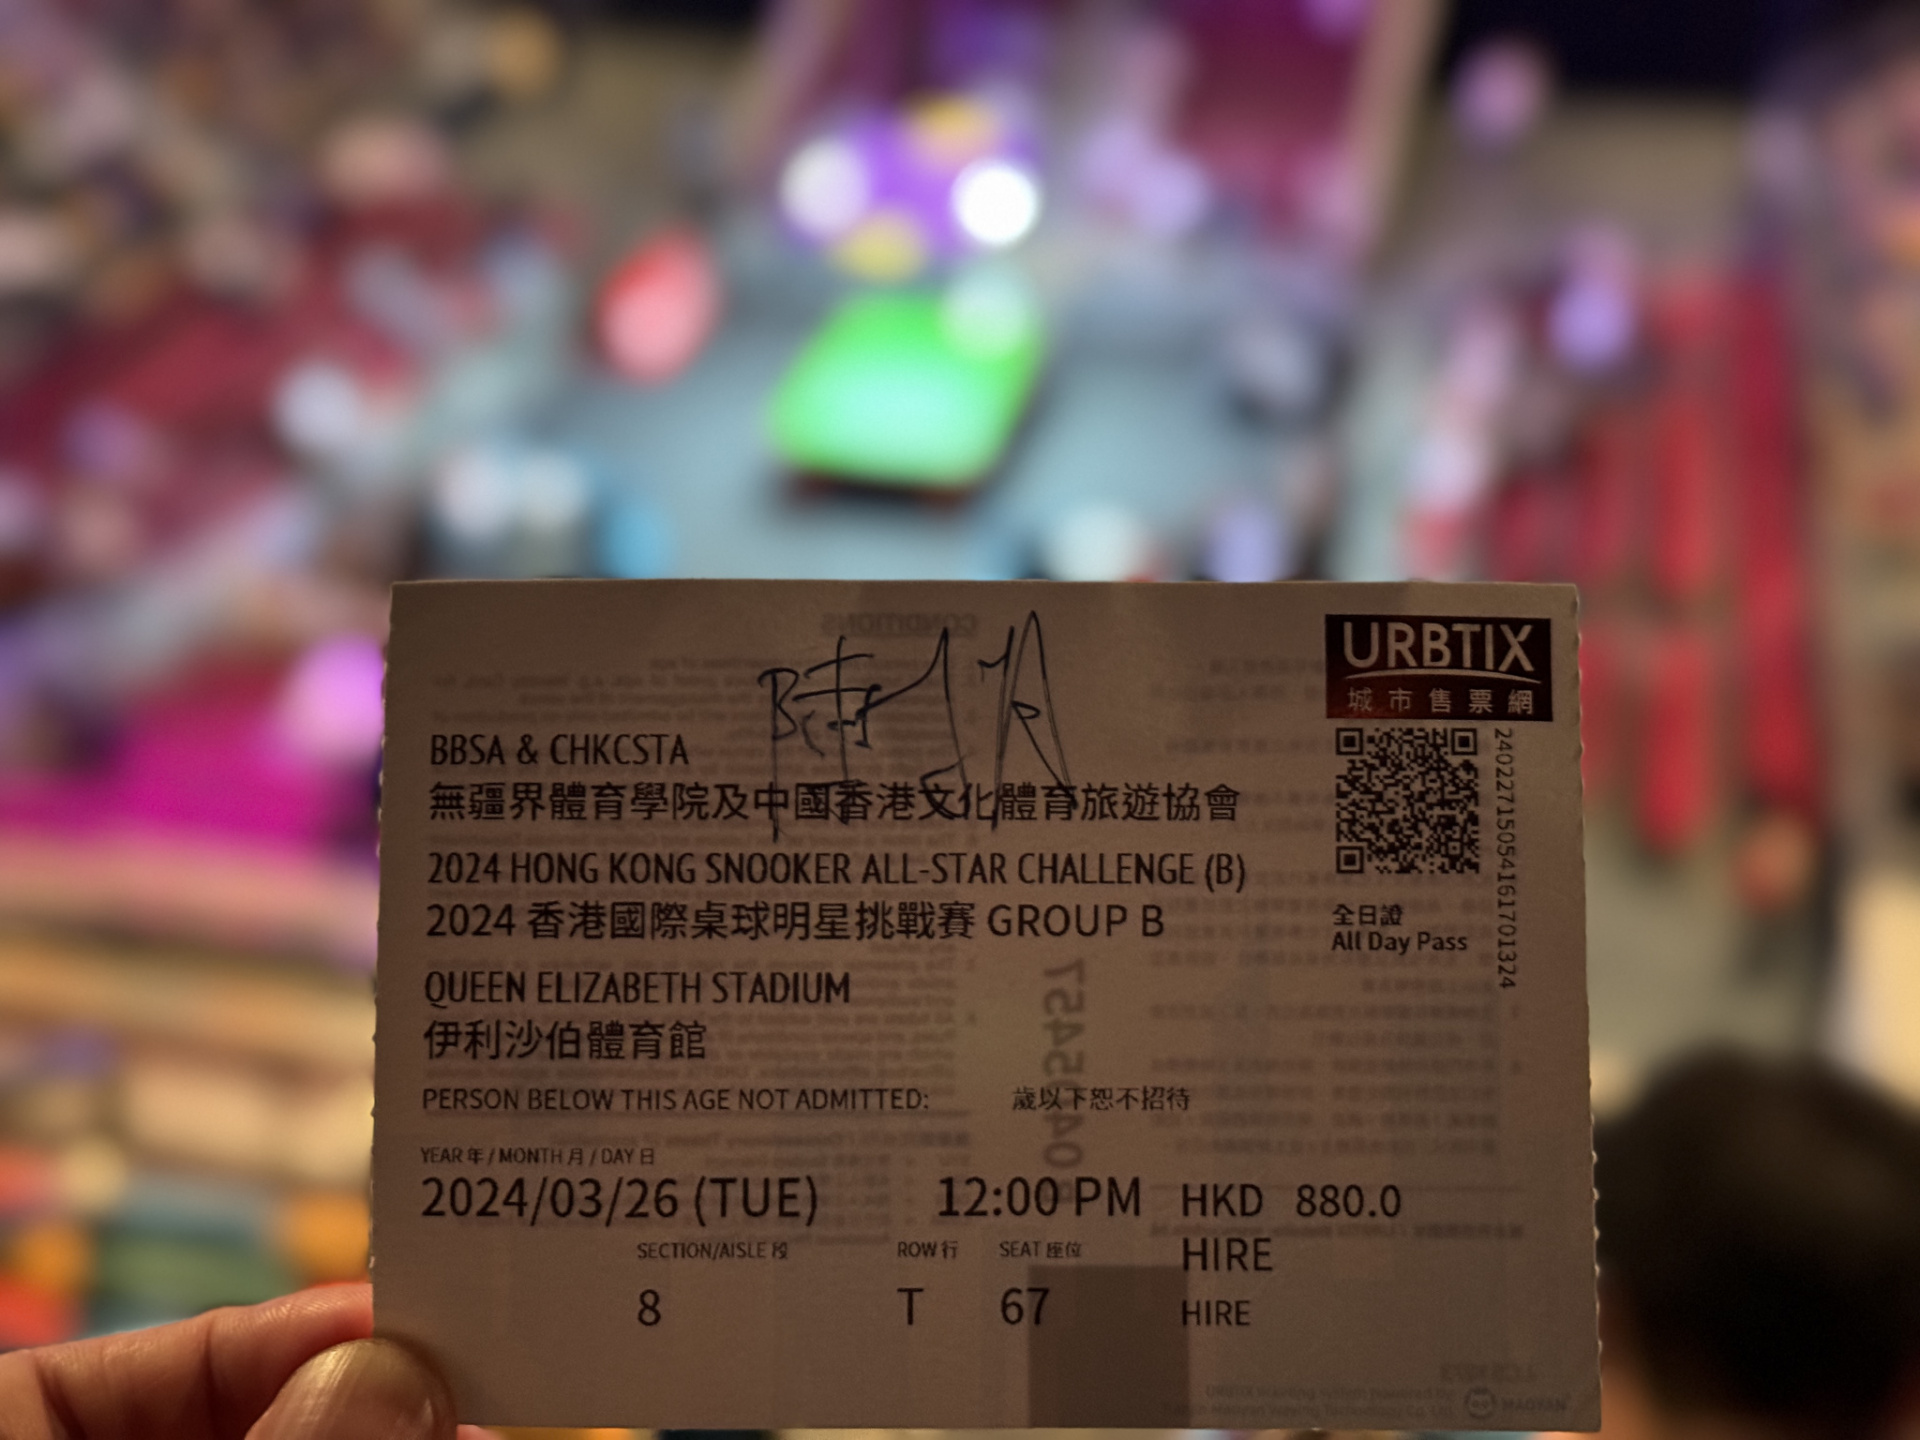 URBTIX
城市售票網
BBSA & CHKCSTA
無疆界體育學院及中國香港文化體育旅遊協會
2024 HONG KONG SNOOKER ALL-STAR CHALLENGE (B)
2024 香港國際桌球明星挑戰賽 GROUP B
24022715054161701324
全日證
All Day Pass
QUEEN ELIZABETH STADIUM
伊利沙伯體育館
PERSON BELOW THIS AGE NOT ADMITTED: 歲以下恕不招待
YEAR 年 / MONTH 月 / DAY 日
2024/03/26 (TUE) 12:00 PM HKD 880.0
SECTION/AISLE 段 ROW 行 SEAT 座位 HIRE
8 T 67 HIRE
MAOYAN